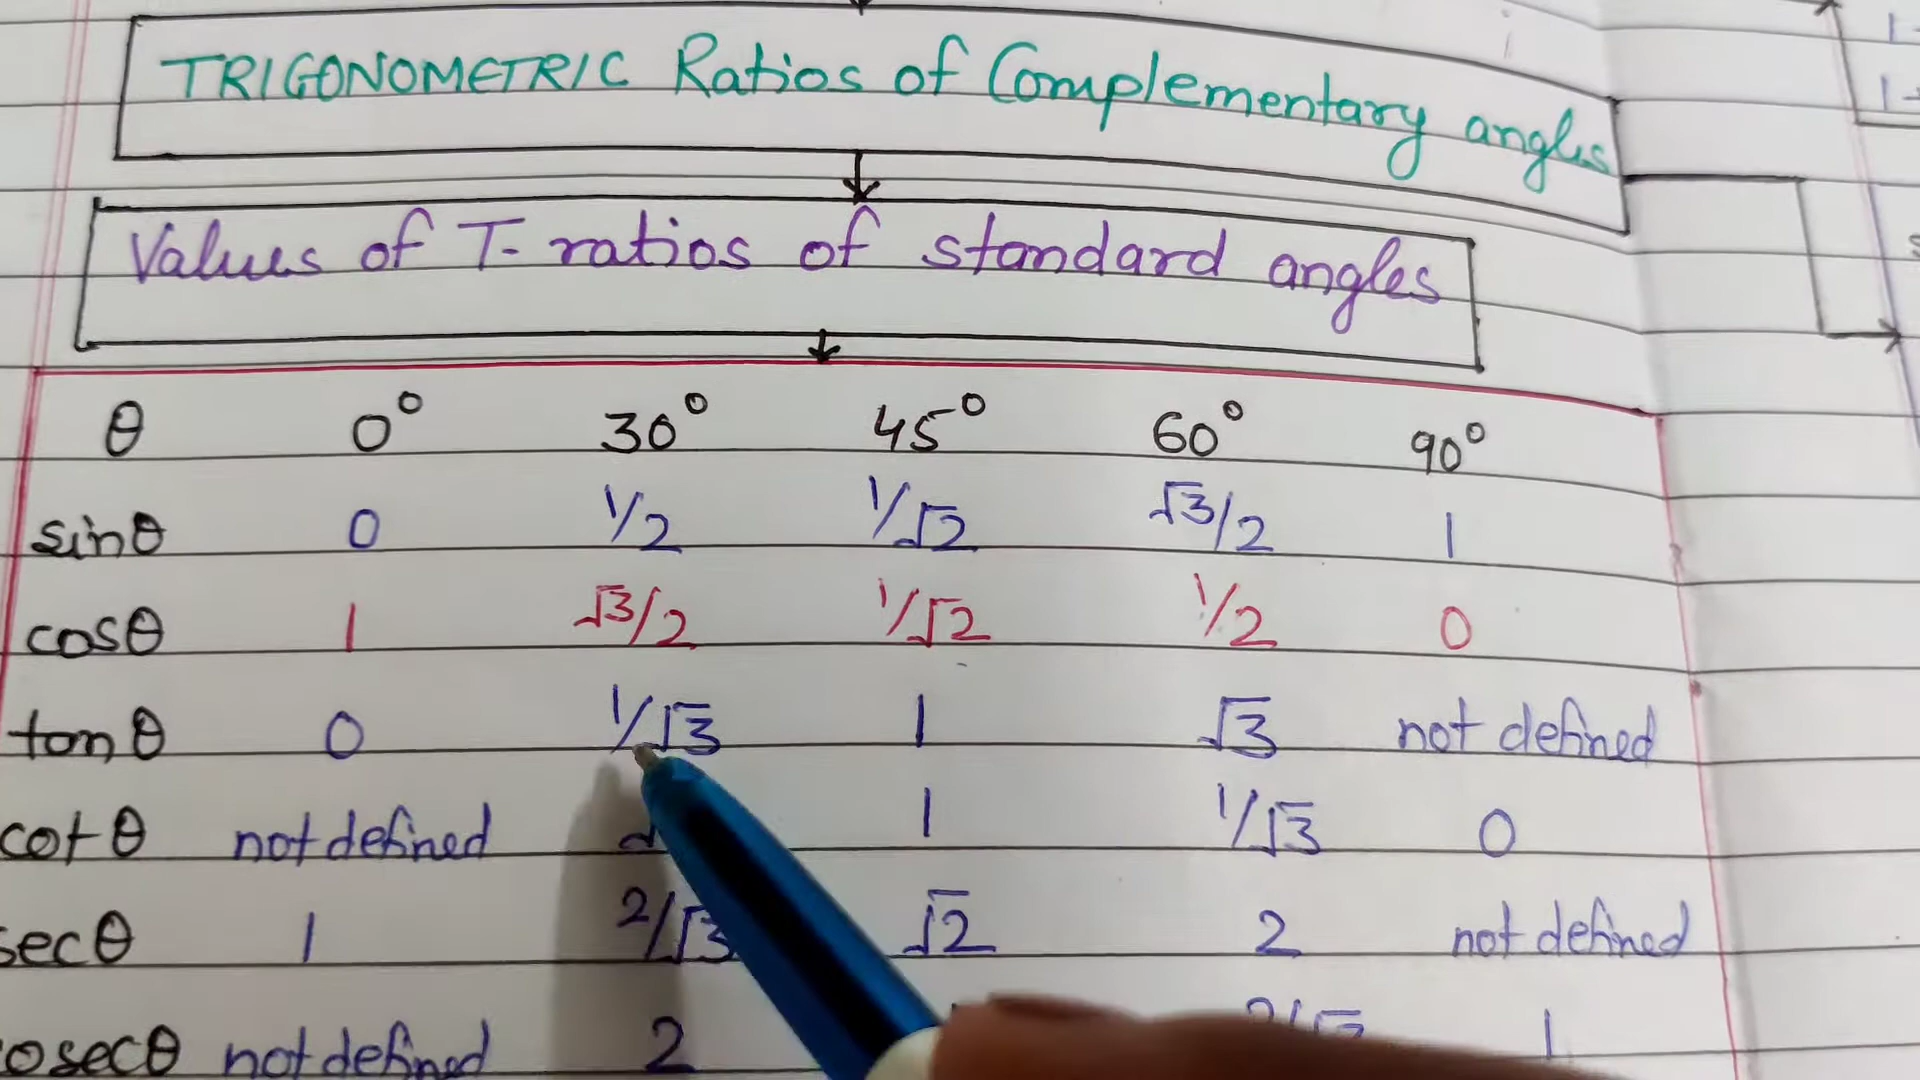 TRIGONOMETRIC Ratios of Complementary angles
Values of T-ratios of standard angles
θ 0° 30° 45° 60° 90°
sinθ 0 1/2 1/√2 √3/2 1
cosθ 1 √3/2 1/√2 1/2 0
tanθ 0 1/√3 1 √3 not defined
cotθ not defined 1 1/√3 0
secθ 1 2/√3 √2 2 not defined
osecθ not defined 2 2/√3 1